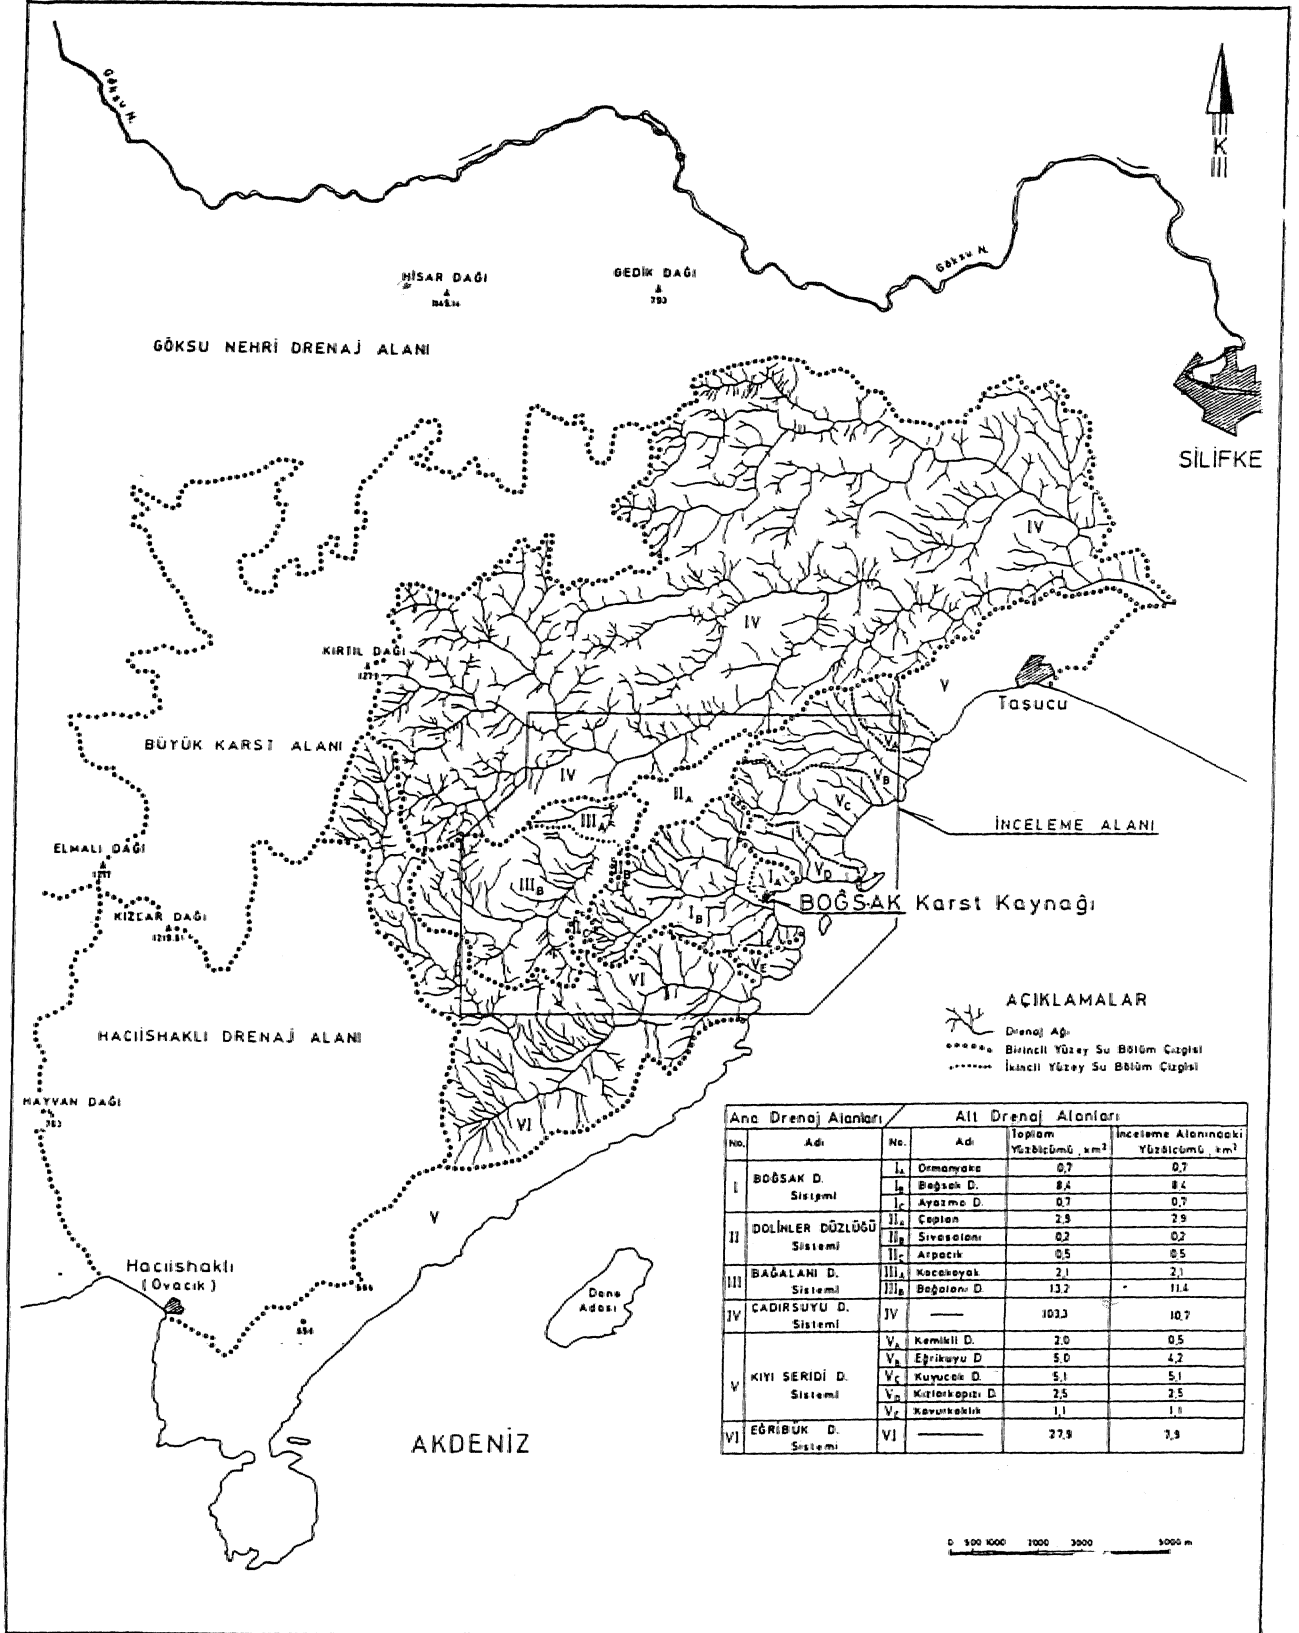 Göksu N.
K
HİSAR DAĞI
GEDİK DAĞI
Göksu N.
GÖKSU NEHRİ DRENAJ ALANI
SİLİFKE
IV
IV
KIRTIL DAĞI
V
Taşucu
BÜYÜK KARST ALANI
IV
II A
V A
V B
V C
III A
İNCELEME ALANI
ELMALI DAĞI
III B
II B
I A
V D
BOĞSAK Karst Kaynağı
KIZLAR DAĞI
I B
II C
VI
V E
AÇIKLAMALAR
HACIİSHAKLI DRENAJ ALANI
Drenaj Ağı
Birincil Yüzey Su Bölüm Çizgisi
İkincil Yüzey Su Bölüm Çizgisi
HAYVAN DAĞI
VI
Ana Drenaj Alanları / Alt Drenaj Alanları
No. Adı No. Adı Toplam Yüzölçümü, km² İnceleme Alanındaki Yüzölçümü, km²
I BOĞSAK D. Sistemi I A Ormanyaka 0,7 0,7
I B Boğsak D. 8,4 8,4
I C Ayazma D. 0,7 0,7
II DOLİNLER DÜZLÜĞÜ Sistemi II A Caplan 2,9 2,9
II B Sivasalanı 0,2 0,2
II C Arpacık 0,5 0,5
III BAĞALANI D. Sistemi III A Kocakoyak 2,1 2,1
III B Bağalanı D. 13,2 11,4
IV CADIRSUYU D. Sistemi IV 103,3 10,7
V KIYI ŞERİDİ D. Sistemi V A Kemikli D. 2,0 0,5
V B Eğrikuyu D 5,0 4,2
V C Kuyucak D. 5,1 5,1
V D 2,5 2,5
V E 1,1 1,1
VI EĞRİBÜK D. Sistemi VI 27,9 7,9
V
Hacıishaklı
(Ovacık)
Dana
Adası
AKDENİZ
0 500 1000 2000 3000 5000 m